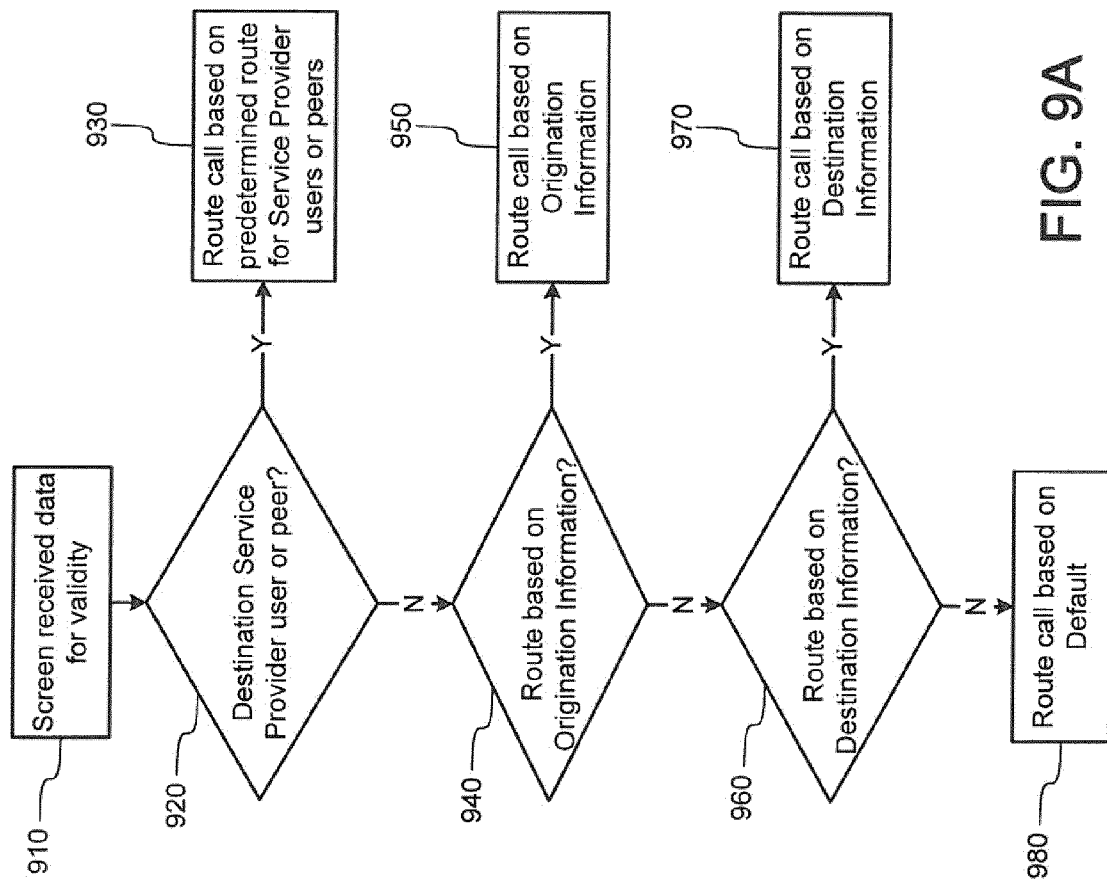 910
Screen received data
for validity
920
Destination Service
Provider user or peer?
Y
930
Route call based on
predetermined route
for Service Provider
users or peers
N
940
Route based on
Origination Information?
Y
950
Route call based on
Origination
Information
N
960
Route based on
Destination Information?
Y
970
Route call based on
Destination
Information
N
980
Route call based on
Default
FIG. 9A